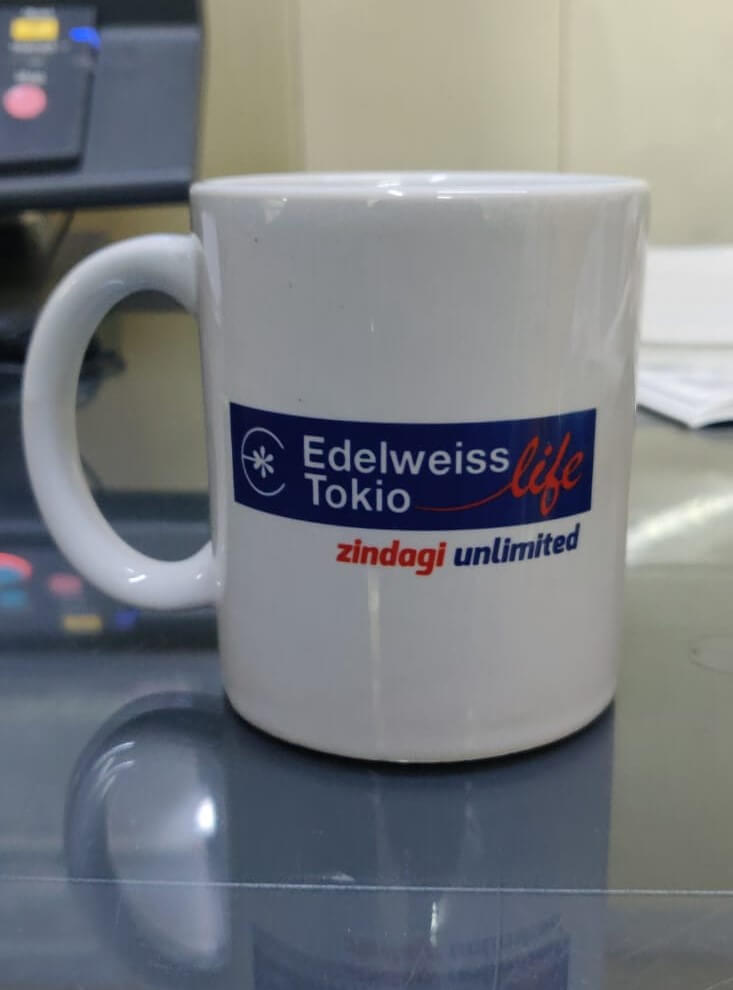 Edelweiss life
Tokio
zindagi unlimited